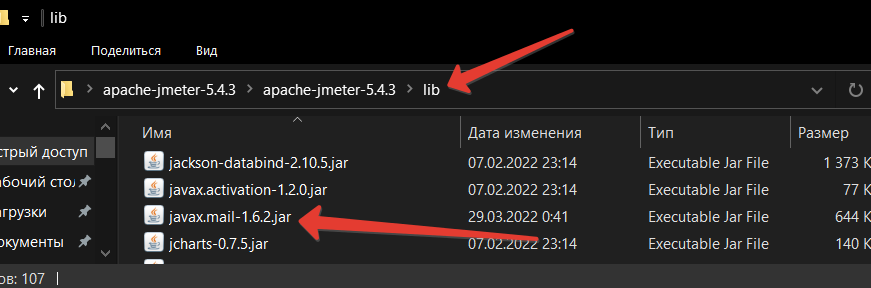 lib
Главная Поделиться Вид
apache-jmeter-5.4.3 apache-jmeter-5.4.3 lib
Имя Дата изменения Тип Размер
стрый доступ jackson-databind-2.10.5.jar 07.02.2022 23:14 Executable Jar File 1 373 К
абочий стол javax.activation-1.2.0.jar 07.02.2022 23:14 Executable Jar File 77 К
агрузки javax.mail-1.6.2.jar 29.03.2022 0:41 Executable Jar File 644 К
окументы jcharts-0.7.5.jar 07.02.2022 23:14 Executable Jar File 140 К
ов: 107